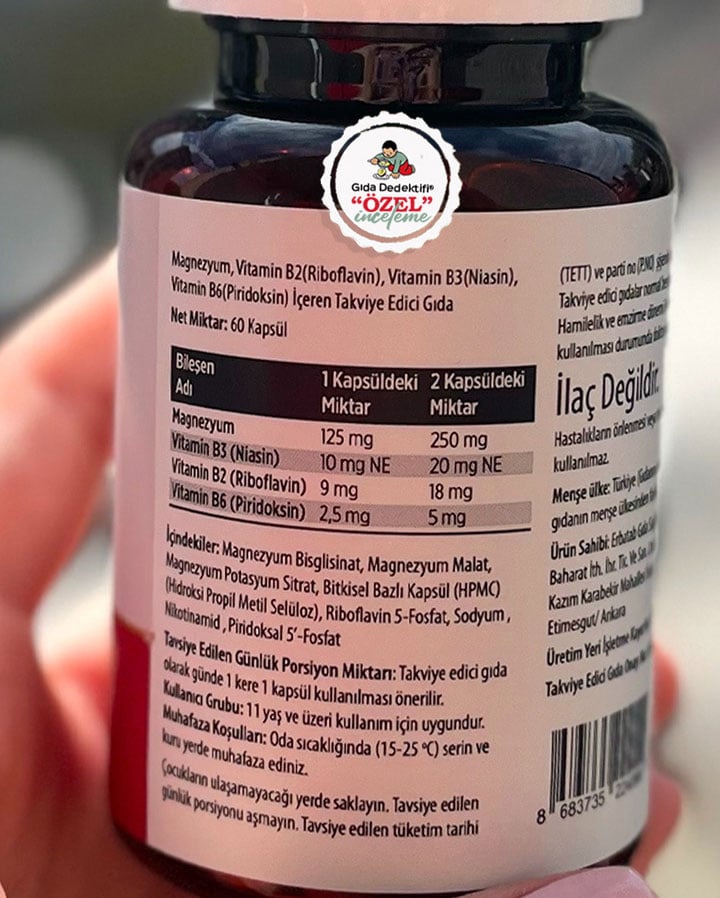 Gıda Dedektifi®
"ÖZEL"
inceleme
Magnezyum, Vitamin B2(Riboflavin), Vitamin B3(Niasin),
Vitamin B6(Piridoksin) İçeren Takviye Edici Gıda
Net Miktar: 60 Kapsül
Bileşen Adı 1 Kapsüldeki Miktar 2 Kapsüldeki Miktar
Magnezyum 125 mg 250 mg
Vitamin B3 (Niasin) 10 mg NE 20 mg NE
Vitamin B2 (Riboflavin) 9 mg 18 mg
Vitamin B6 (Piridoksin) 2,5 mg 5 mg
İçindekiler: Magnezyum Bisglisinat, Magnezyum Malat,
Magnezyum Potasyum Sitrat, Bitkisel Bazlı Kapsül (HPMC)
(Hidroksi Propil Metil Selüloz), Riboflavin 5-Fosfat, Sodyum,
Nikotinamid, Piridoksal 5'-Fosfat
Tavsiye Edilen Günlük Porsiyon Miktarı: Takviye edici gıda
olarak günde 1 kere 1 kapsül kullanılması önerilir.
Kullanıcı Grubu: 11 yaş ve üzeri kullanım için uygundur.
Muhafaza Koşulları: Oda sıcaklığında (15-25 °C) serin ve
kuru yerde muhafaza ediniz.
Çocukların ulaşamayacağı yerde saklayın. Tavsiye edilen
günlük porsiyonu aşmayın. Tavsiye edilen tüketim tarihi
(TETT) ve parti no (P.NO)
Takviye edici gıdalar normal
Hamilelik ve emzirme dönemi
kullanılması durumunda
İlaç Değildir.
Hastalıkların önlenmesi veya
kullanılmaz.
Menşe ülke: Türkiye
gıdanın menşe ülkesinden
Ürün Sahibi: Erbatab Gıda
Baharat İth. İhr. Tic. Ve San.
Kazım Karabekir Mahallesi
Etimesgut/ Ankara
Üretim Yeri İşletme Kayıt
Takviye Edici Gıda Onay
8 683735